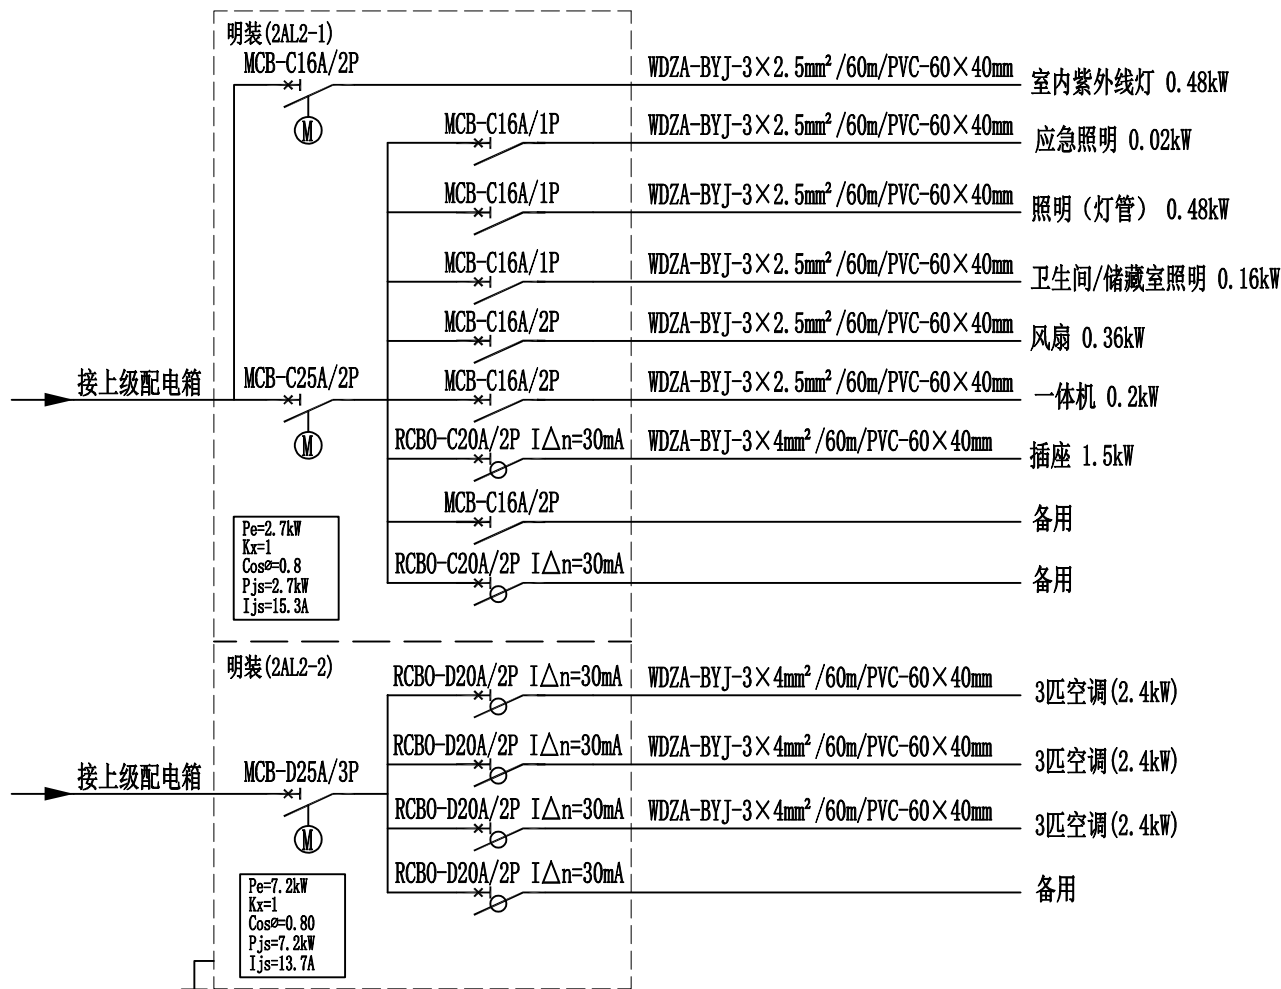 明装(2AL2-1)
MCB-C16A/2P
WDZA-BYJ-3×2.5mm²/60m/PVC-60×40mm
室内紫外线灯 0.48kW
M
MCB-C16A/1P
WDZA-BYJ-3×2.5mm²/60m/PVC-60×40mm
应急照明 0.02kW
MCB-C16A/1P
WDZA-BYJ-3×2.5mm²/60m/PVC-60×40mm
照明（灯管） 0.48kW
MCB-C16A/1P
WDZA-BYJ-3×2.5mm²/60m/PVC-60×40mm
卫生间/储藏室照明 0.16kW
MCB-C16A/2P
WDZA-BYJ-3×2.5mm²/60m/PVC-60×40mm
风扇 0.36kW
接上级配电箱
MCB-C25A/2P
M
MCB-C16A/2P
WDZA-BYJ-3×2.5mm²/60m/PVC-60×40mm
一体机 0.2kW
RCBO-C20A/2P I△n=30mA
WDZA-BYJ-3×4mm²/60m/PVC-60×40mm
插座 1.5kW
MCB-C16A/2P
备用
RCBO-C20A/2P I△n=30mA
备用
Pe=2.7kW
Kx=1
Cosø=0.8
Pjs=2.7kW
Ijs=15.3A
明装(2AL2-2)
RCBO-D20A/2P I△n=30mA
WDZA-BYJ-3×4mm²/60m/PVC-60×40mm
3匹空调(2.4kW)
RCBO-D20A/2P I△n=30mA
WDZA-BYJ-3×4mm²/60m/PVC-60×40mm
3匹空调(2.4kW)
接上级配电箱
MCB-D25A/3P
M
RCBO-D20A/2P I△n=30mA
WDZA-BYJ-3×4mm²/60m/PVC-60×40mm
3匹空调(2.4kW)
RCBO-D20A/2P I△n=30mA
备用
Pe=7.2kW
Kx=1
Cosø=0.80
Pjs=7.2kW
Ijs=13.7A